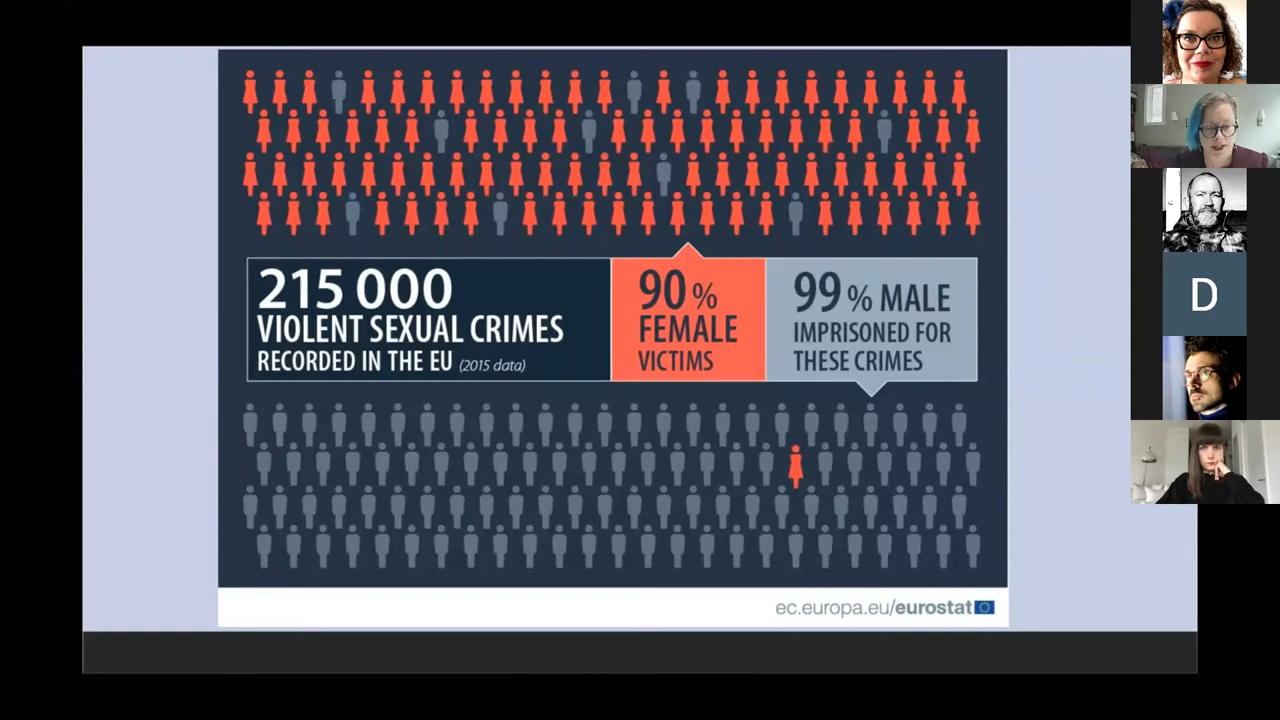 215 000
VIOLENT SEXUAL CRIMES
RECORDED IN THE EU (2015 data)
90 %
FEMALE
VICTIMS
99 % MALE
IMPRISONED FOR
THESE CRIMES
ec.europa.eu/eurostat
D